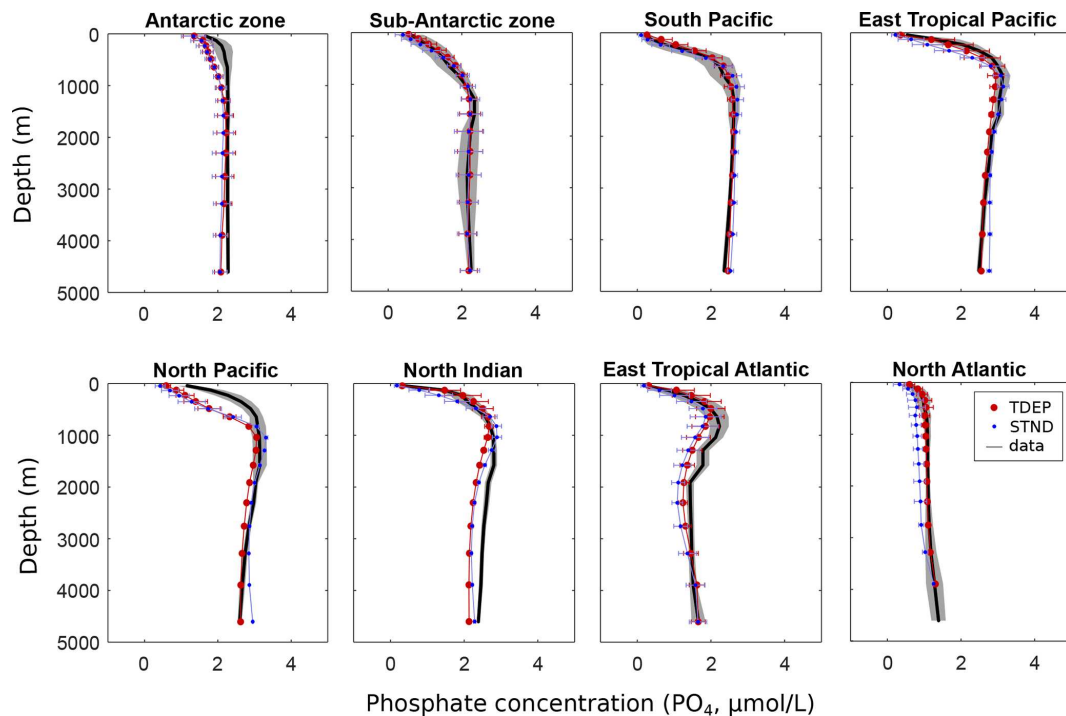 Antarctic zone
Sub-Antarctic zone
South Pacific
East Tropical Pacific
Depth (m)
0
1000
2000
3000
4000
5000
0 2 4
0 2 4
0 2 4
0 2 4
North Pacific
North Indian
East Tropical Atlantic
North Atlantic
Depth (m)
0
1000
2000
3000
4000
5000
TDEP
STND
data
0 2 4
0 2 4
0 2 4
0 2 4
Phosphate concentration (PO₄, μmol/L)